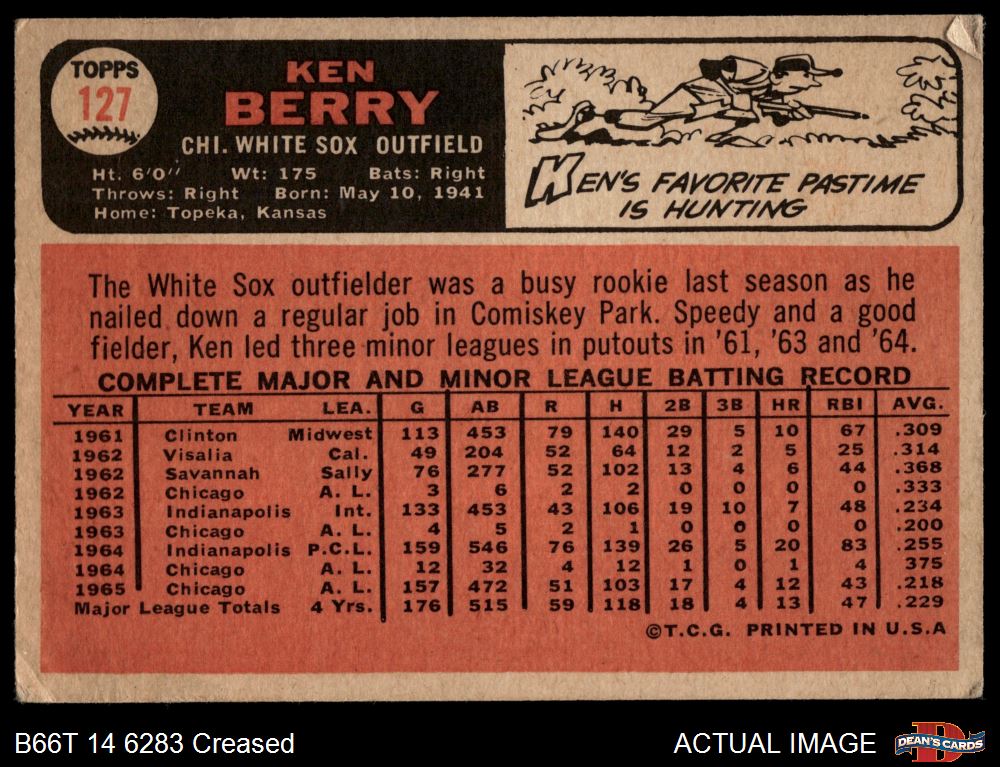 TOPPS
127
KEN
BERRY
CHI. WHITE SOX OUTFIELD
Ht. 6'0" Wt: 175 Bats: Right
Throws: Right Born: May 10, 1941
Home: Topeka, Kansas
KEN'S FAVORITE PASTIME
IS HUNTING
The White Sox outfielder was a busy rookie last season as he
nailed down a regular job in Comiskey Park. Speedy and a good
fielder, Ken led three minor leagues in putouts in '61, '63 and '64.
COMPLETE MAJOR AND MINOR LEAGUE BATTING RECORD
YEAR TEAM LEA. G AB R H 2B 3B HR RBI AVG.
1961 Clinton Midwest 113 453 79 140 29 5 10 67 .309
1962 Visalia Cal. 49 204 52 64 12 2 5 25 .314
1962 Savannah Sally 76 277 52 102 13 4 6 44 .368
1962 Chicago A. L. 3 6 2 2 0 0 0 0 .333
1963 Indianapolis Int. 133 453 43 106 19 10 7 48 .234
1963 Chicago A. L. 4 5 2 1 0 0 0 0 .200
1964 Indianapolis P.C.L. 159 546 76 139 26 5 20 83 .255
1964 Chicago A. L. 12 32 4 12 1 0 1 4 375
1965 Chicago A. L. 157 472 51 103 17 4 12 43 .218
Major League Totals 4 Yrs. 176 515 59 118 18 4 13 47 .229
©T.C.G. PRINTED IN U.S.A
B66T 14 6283 Creased
ACTUAL IMAGE
D
DEAN'S CARDS